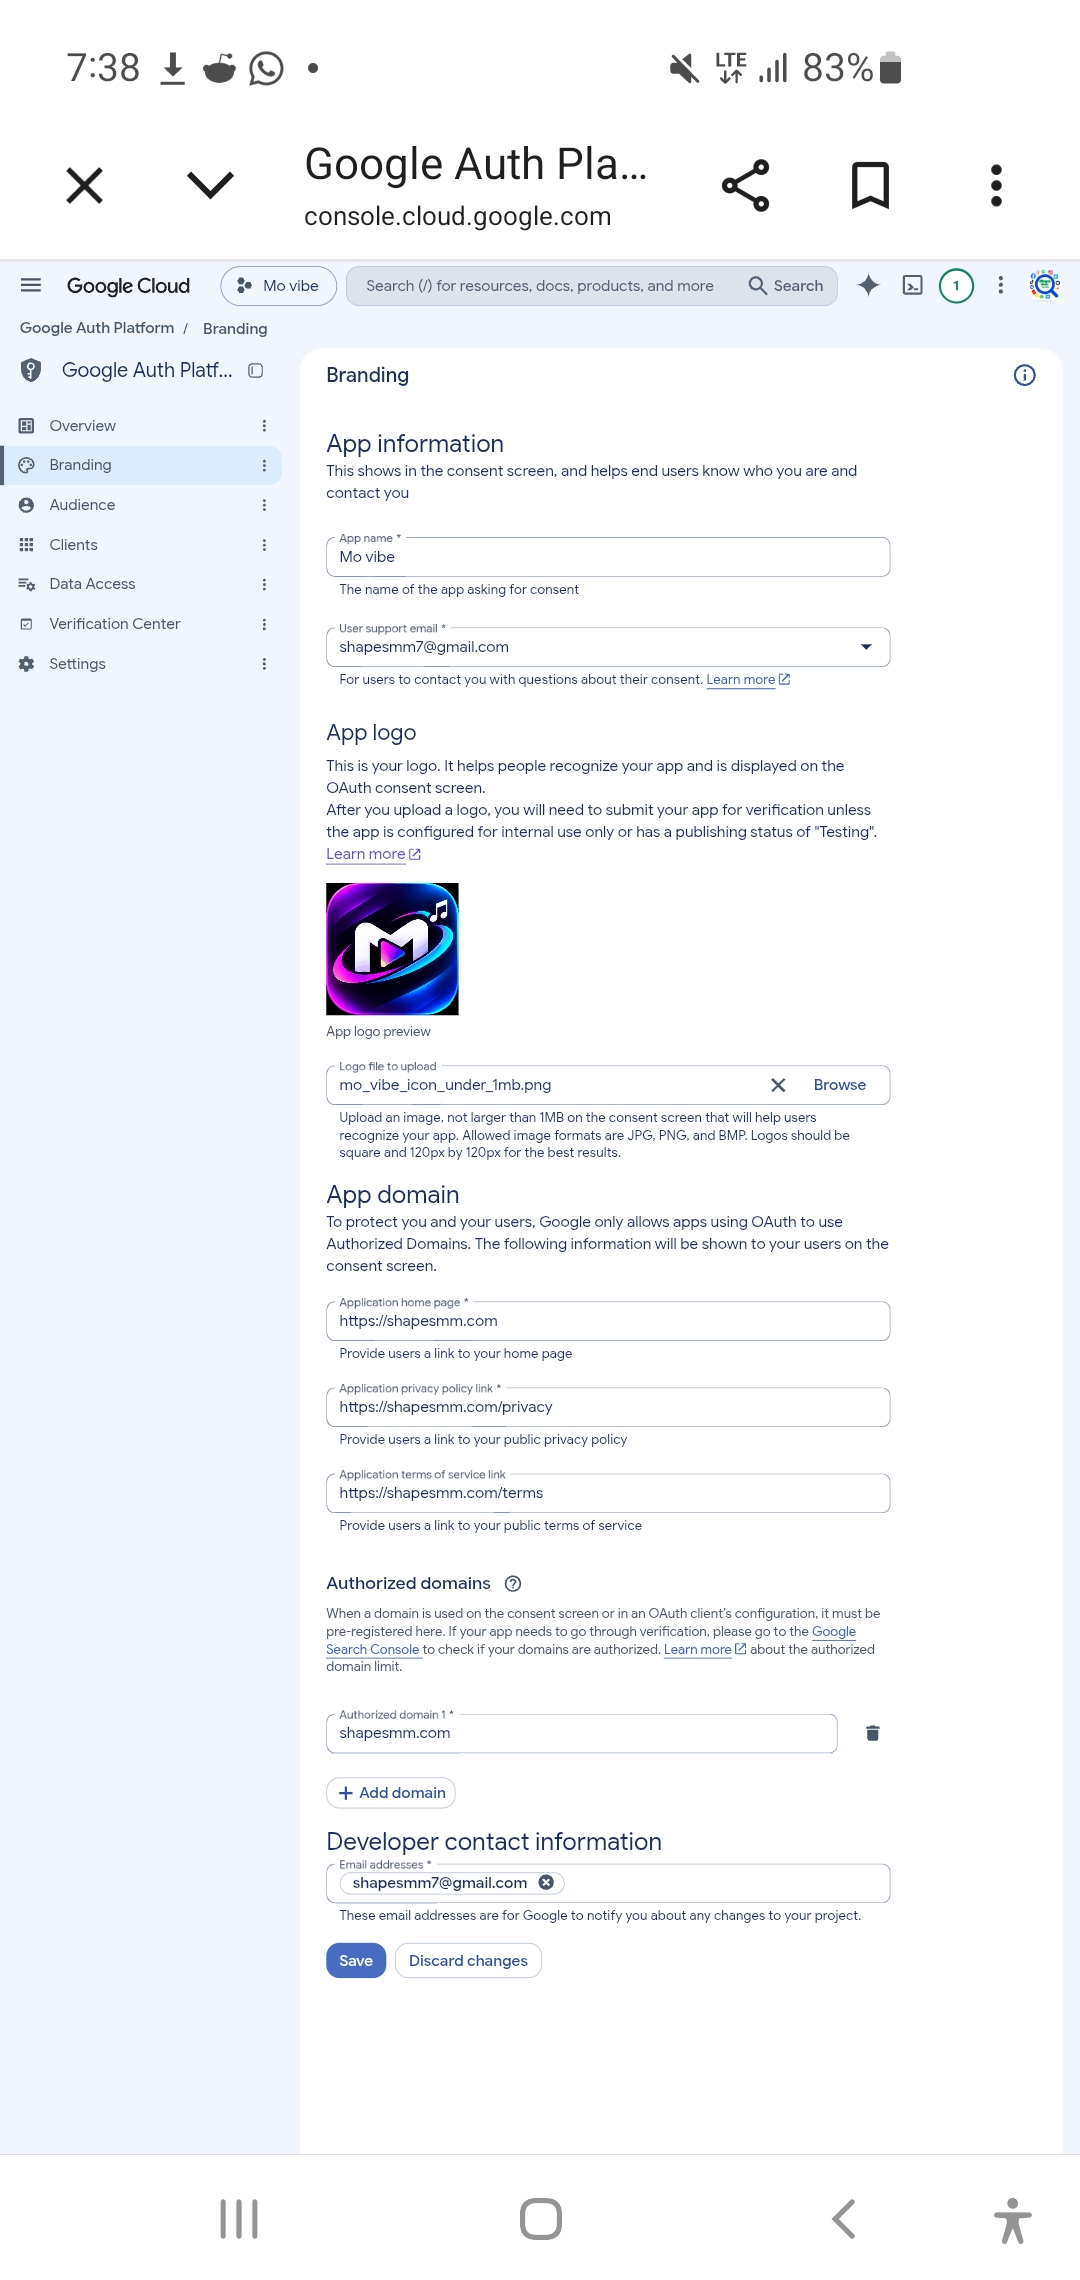 7:38
LTE
83%
Google Auth Pla...
console.cloud.google.com
Google Cloud
Mo vibe
Search (/) for resources, docs, products, and more
Search
1
Google Auth Platform / Branding
Google Auth Platf...
Overview
Branding
Audience
Clients
Data Access
Verification Center
Settings
Branding
App information
This shows in the consent screen, and helps end users know who you are and
contact you
App name *
Mo vibe
The name of the app asking for consent
User support email *
shapesmm7@gmail.com
For users to contact you with questions about their consent. Learn more
App logo
This is your logo. It helps people recognize your app and is displayed on the
OAuth consent screen.
After you upload a logo, you will need to submit your app for verification unless
the app is configured for internal use only or has a publishing status of "Testing".
Learn more
M
App logo preview
Logo file to upload
mo_vibe_icon_under_1mb.png
Browse
Upload an image, not larger than 1MB on the consent screen that will help users
recognize your app. Allowed image formats are JPG, PNG, and BMP. Logos should be
square and 120px by 120px for the best results.
App domain
To protect you and your users, Google only allows apps using OAuth to use
Authorized Domains. The following information will be shown to your users on the
consent screen.
Application home page *
https://shapesmm.com
Provide users a link to your home page
Application privacy policy link *
https://shapesmm.com/privacy
Provide users a link to your public privacy policy
Application terms of service link
https://shapesmm.com/terms
Provide users a link to your public terms of service
Authorized domains
When a domain is used on the consent screen or in an OAuth client's configuration, it must be
pre-registered here. If your app needs to go through verification, please go to the Google
Search Console to check if your domains are authorized. Learn more about the authorized
domain limit.
Authorized domain 1 *
shapesmm.com
Add domain
Developer contact information
Email addresses *
shapesmm7@gmail.com
These email addresses are for Google to notify you about any changes to your project.
Save
Discard changes